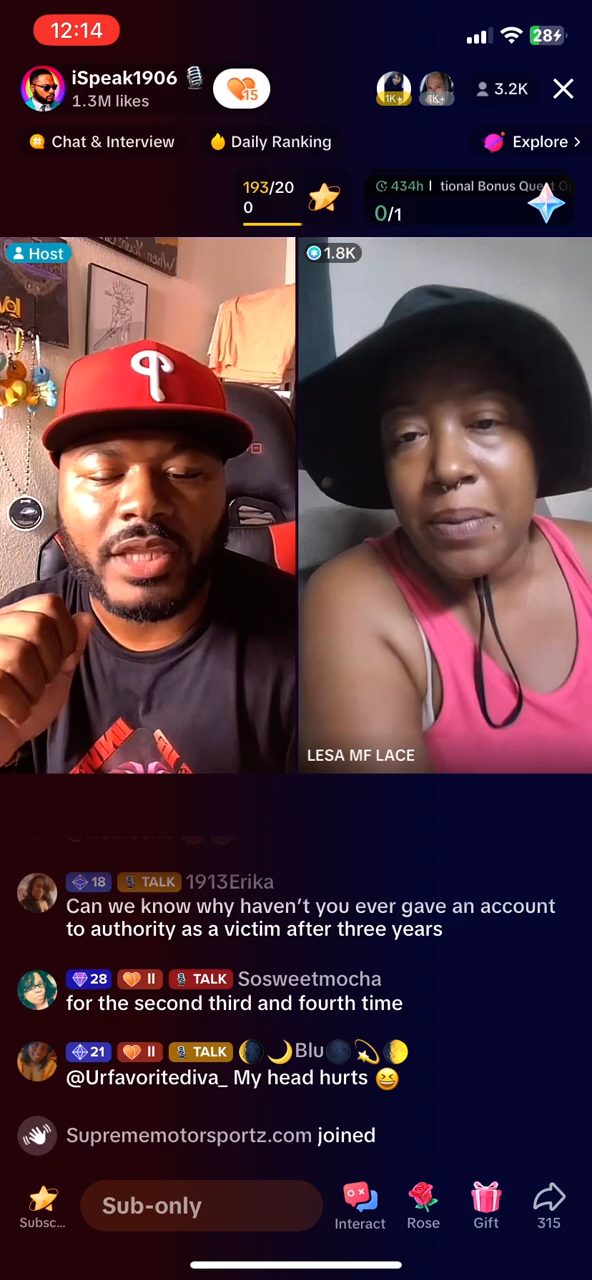 12:14
28
iSpeak1906
1.3M likes
15
1K+
1K+
3.2K
Chat & Interview
Daily Ranking
Explore >
193/20
0
434h | tional Bonus Que
0/1
Host
1.8K
LESA MF LACE
18 TALK 1913Erika
Can we know why haven't you ever gave an account
to authority as a victim after three years
28 II TALK Sosweetmocha
for the second third and fourth time
21 II TALK 🌘🌙Blu🌑💫🌗
@Urfavoritediva_ My head hurts 😆
Suprememotorsportz.com joined
Subsc...
Sub-only
Interact
Rose
Gift
315